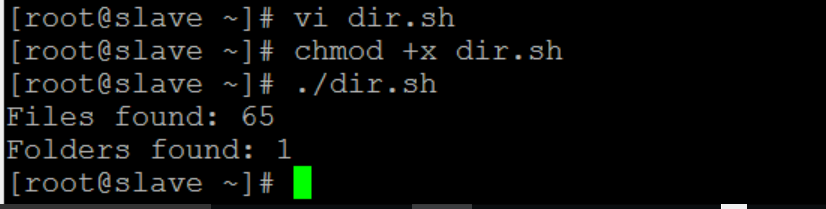 [root@slave ~]# vi dir.sh
[root@slave ~]# chmod +x dir.sh
[root@slave ~]# ./dir.sh
Files found: 65
Folders found: 1
[root@slave ~]#